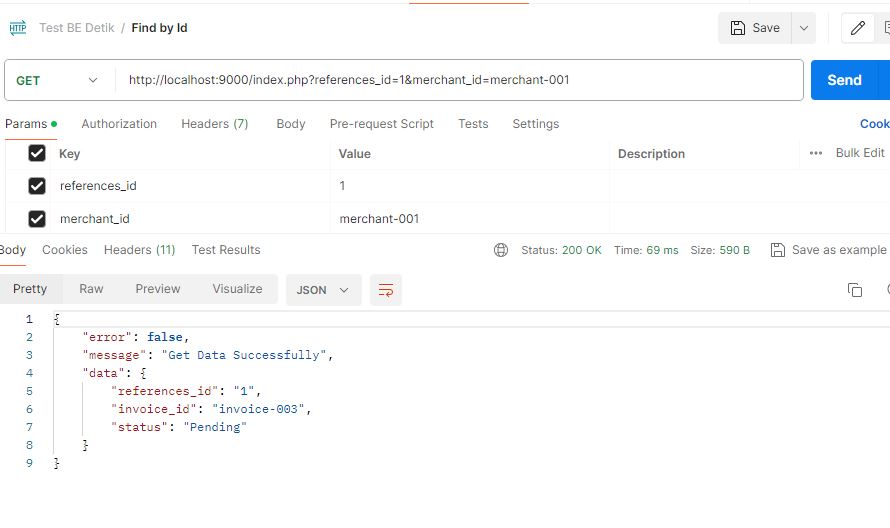 HTTP Test BE Detik / Find by Id Save
GET http://localhost:9000/index.php?references_id=1&merchant_id=merchant-001 Send
Params Authorization Headers (7) Body Pre-request Script Tests Settings Cook
Key Value Description ••• Bulk Edit
references_id 1
merchant_id merchant-001
Body Cookies Headers (11) Test Results Status: 200 OK Time: 69 ms Size: 590 B Save as example
Pretty Raw Preview Visualize JSON
1 {
2 "error": false,
3 "message": "Get Data Successfully",
4 "data": {
5 "references_id": "1",
6 "invoice_id": "invoice-003",
7 "status": "Pending"
8 }
9 }